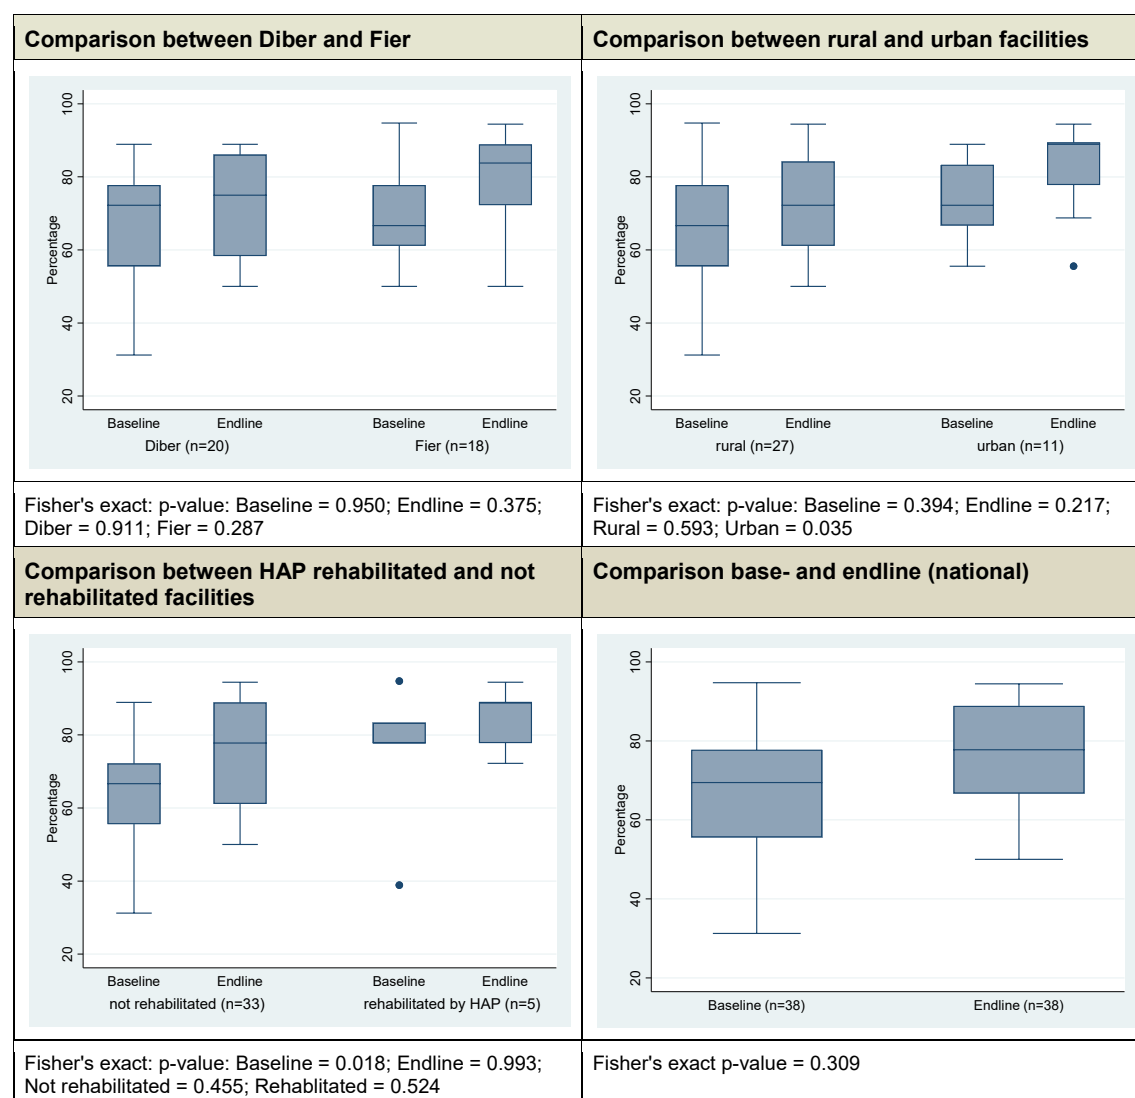 Comparison between Diber and Fier
Percentage
100
80
60
40
20
Baseline Endline Baseline Endline
Diber (n=20) Fier (n=18)
Fisher's exact: p-value: Baseline = 0.950; Endline = 0.375;
Diber = 0.911; Fier = 0.287
Comparison between rural and urban facilities
Percentage
100
80
60
40
20
Baseline Endline Baseline Endline
rural (n=27) urban (n=11)
Fisher's exact: p-value: Baseline = 0.394; Endline = 0.217;
Rural = 0.593; Urban = 0.035
Comparison between HAP rehabilitated and not
rehabilitated facilities
Percentage
100
80
60
40
20
Baseline Endline Baseline Endline
not rehabilitated (n=33) rehabilitated by HAP (n=5)
Fisher's exact: p-value: Baseline = 0.018; Endline = 0.993;
Not rehabilitated = 0.455; Rehablitated = 0.524
Comparison base- and endline (national)
Percentage
100
80
60
40
20
Baseline (n=38) Endline (n=38)
Fisher's exact p-value = 0.309